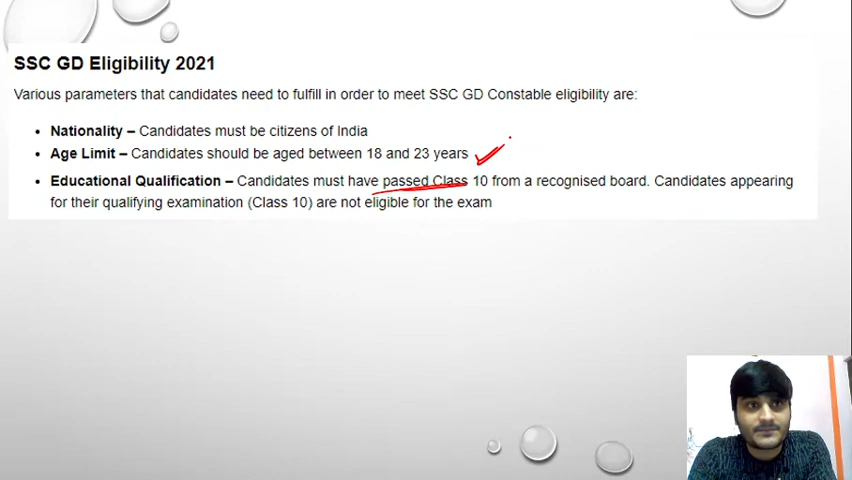 SSC GD Eligibility 2021
Various parameters that candidates need to fulfill in order to meet SSC GD Constable eligibility are:
• Nationality – Candidates must be citizens of India
• Age Limit – Candidates should be aged between 18 and 23 years
• Educational Qualification – Candidates must have passed Class 10 from a recognised board. Candidates appearing
for their qualifying examination (Class 10) are not eligible for the exam